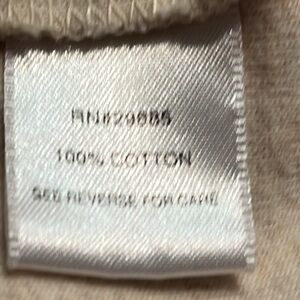 RN#29885
100% COTTON
SEE REVERSE FOR CARE